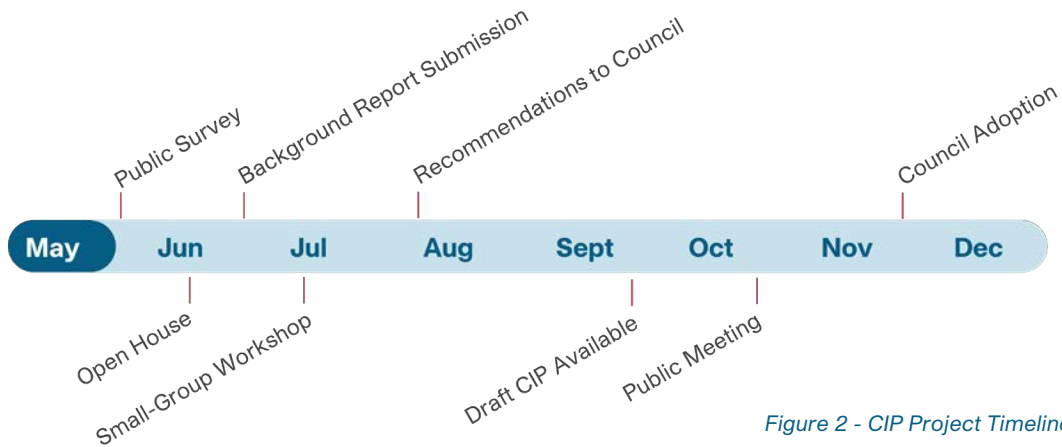 Public Survey
Background Report Submission
Recommendations to Council
Council Adoption
May Jun Jul Aug Sept Oct Nov Dec
Open House
Small-Group Workshop
Draft CIP Available
Public Meeting
Figure 2 - CIP Project Timeline